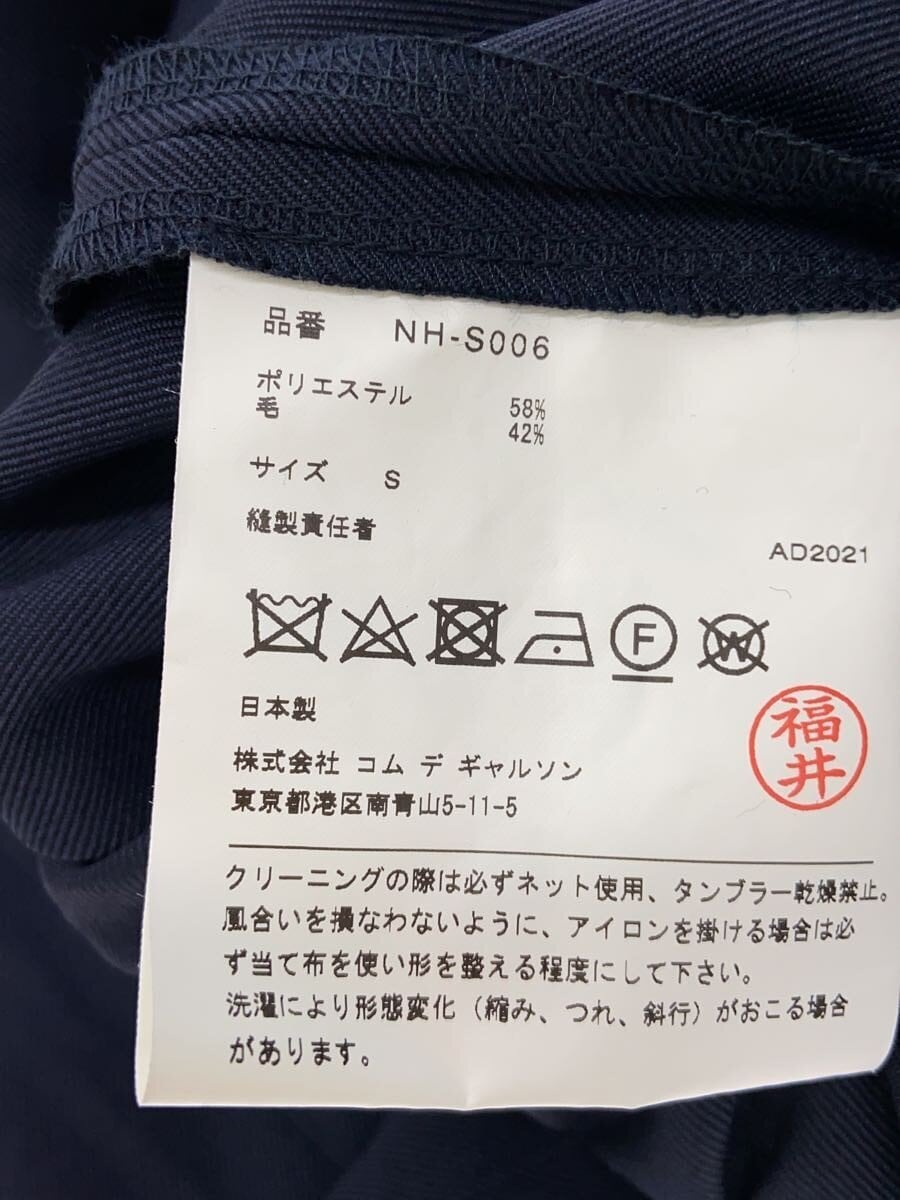 品番 NH-S006
ポリエステル 58%
毛 42%
サイズ S
縫製責任者
AD2021
F
W
日本製
福井
株式会社 コム デ ギャルソン
東京都港区南青山5-11-5
クリーニングの際は必ずネット使用、タンブラー乾燥禁止。
風合いを損なわないように、アイロンを掛ける場合は必
ず当て布を使い形を整える程度にして下さい。
洗濯により形態変化（縮み、つれ、斜行）がおこる場合
があります。